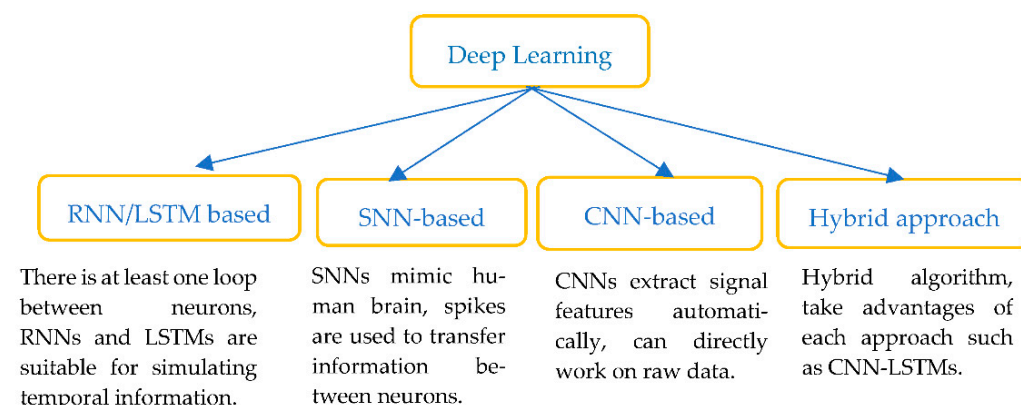 Deep Learning
RNN/LSTM based
SNN-based
CNN-based
Hybrid approach
There is at least one loop
between neurons,
RNNs and LSTMs are
suitable for simulating
temporal information.
SNNs mimic hu-
man brain, spikes
are used to transfer
information be-
tween neurons.
CNNs extract signal
features automati-
cally, can directly
work on raw data.
Hybrid algorithm,
take advantages of
each approach such
as CNN-LSTMs.